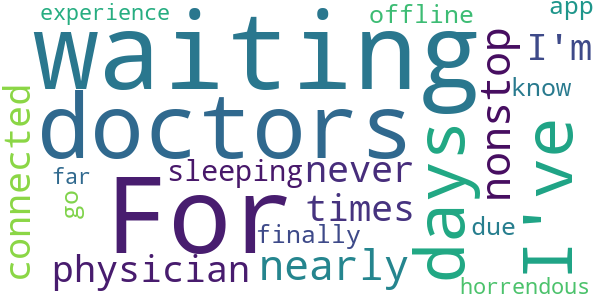 experience
offline
app
waiting
I'm
nonstop
know
doctors
connected
days
I've
sleeping
never
far
For
go
times
due
finally
physician
nearly
horrendous